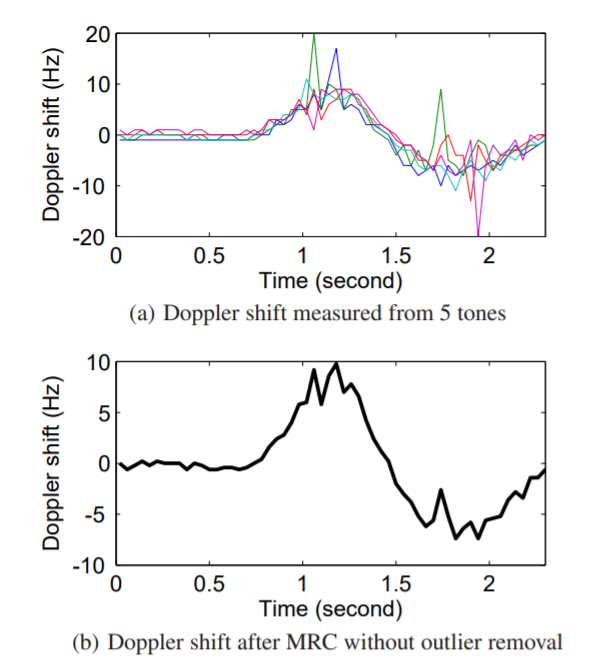 20
10
0
-10
-20
Doppler shift (Hz)
0 0.5 1 1.5 2
Time (second)
(a) Doppler shift measured from 5 tones
10
5
0
-5
-10
Doppler shift (Hz)
0 0.5 1 1.5 2
Time (second)
(b) Doppler shift after MRC without outlier removal